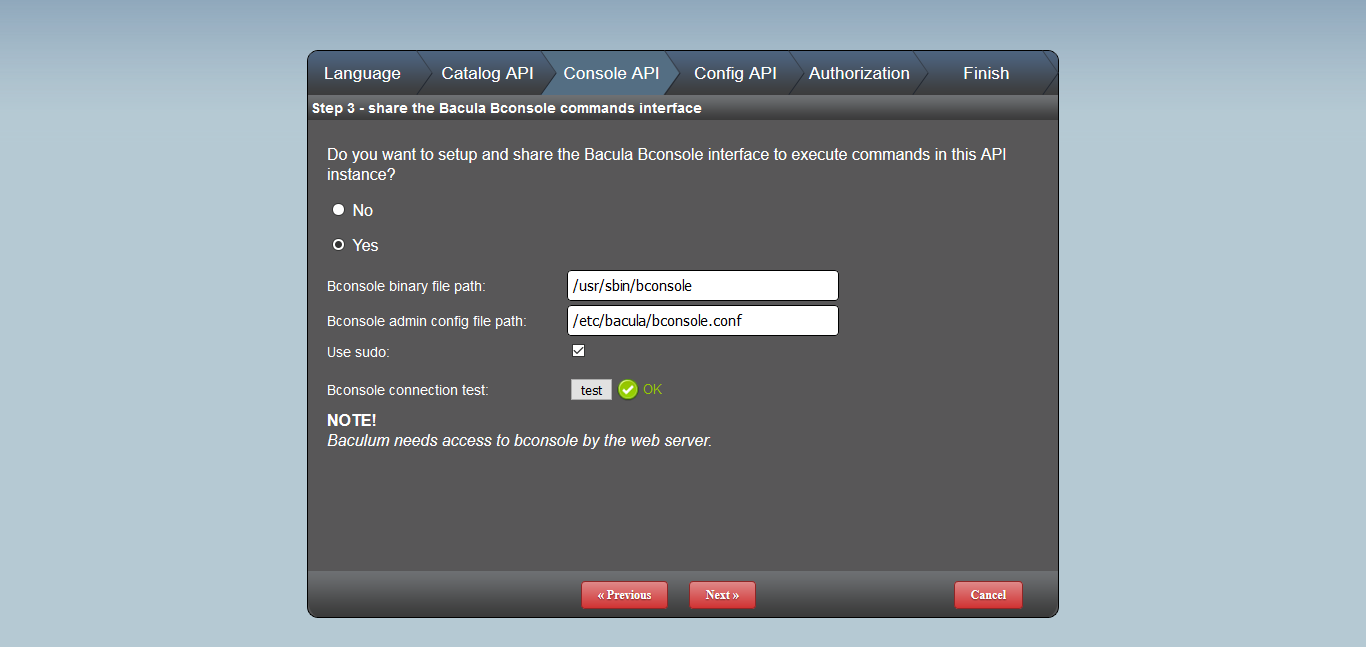 Language Catalog API Console API Config API Authorization Finish
Step 3 - share the Bacula Bconsole commands interface
Do you want to setup and share the Bacula Bconsole interface to execute commands in this API
instance?
No
Yes
Bconsole binary file path: /usr/sbin/bconsole
Bconsole admin config file path: /etc/bacula/bconsole.conf
Use sudo:
Bconsole connection test: test OK
NOTE!
Baculum needs access to bconsole by the web server.
« Previous Next » Cancel